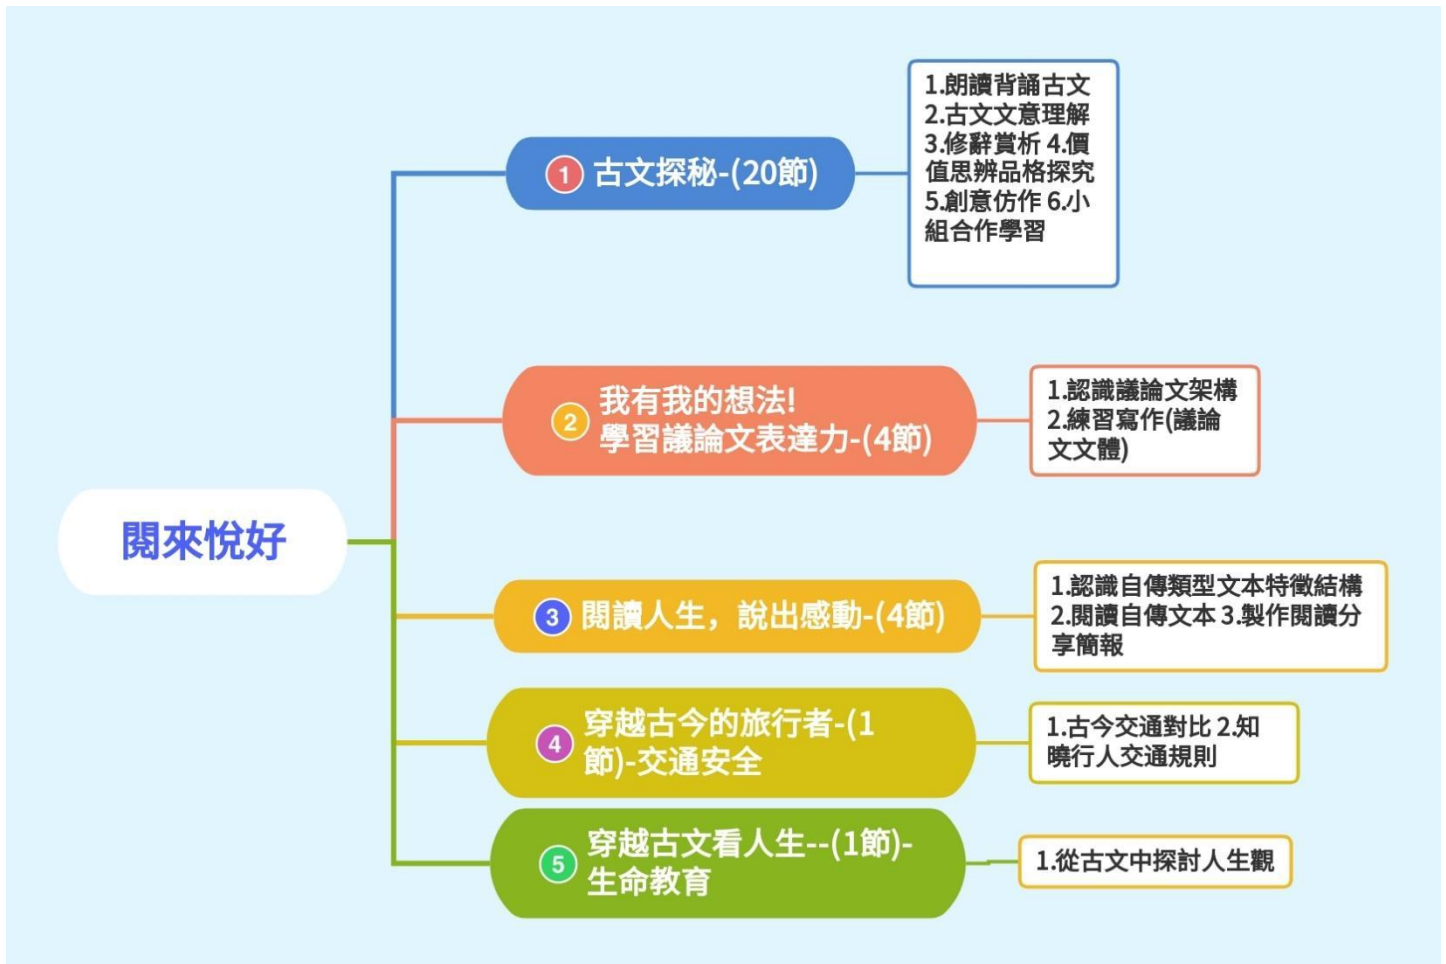 閱來悅好
1
古文探秘-(20節)
1.朗讀背誦古文
2.古文文意理解
3.修辭賞析 4.價
值思辨品格探究
5.創意仿作 6.小
組合作學習
2
我有我的想法!
學習議論文表達力-(4節)
1.認識議論文架構
2.練習寫作(議論
文文體)
3
閱讀人生，說出感動-(4節)
1.認識自傳類型文本特徵結構
2.閱讀自傳文本 3.製作閱讀分
享簡報
4
穿越古今的旅行者-(1
節)-交通安全
1.古今交通對比 2.知
曉行人交通規則
5
穿越古文看人生--(1節)-
生命教育
1.從古文中探討人生觀